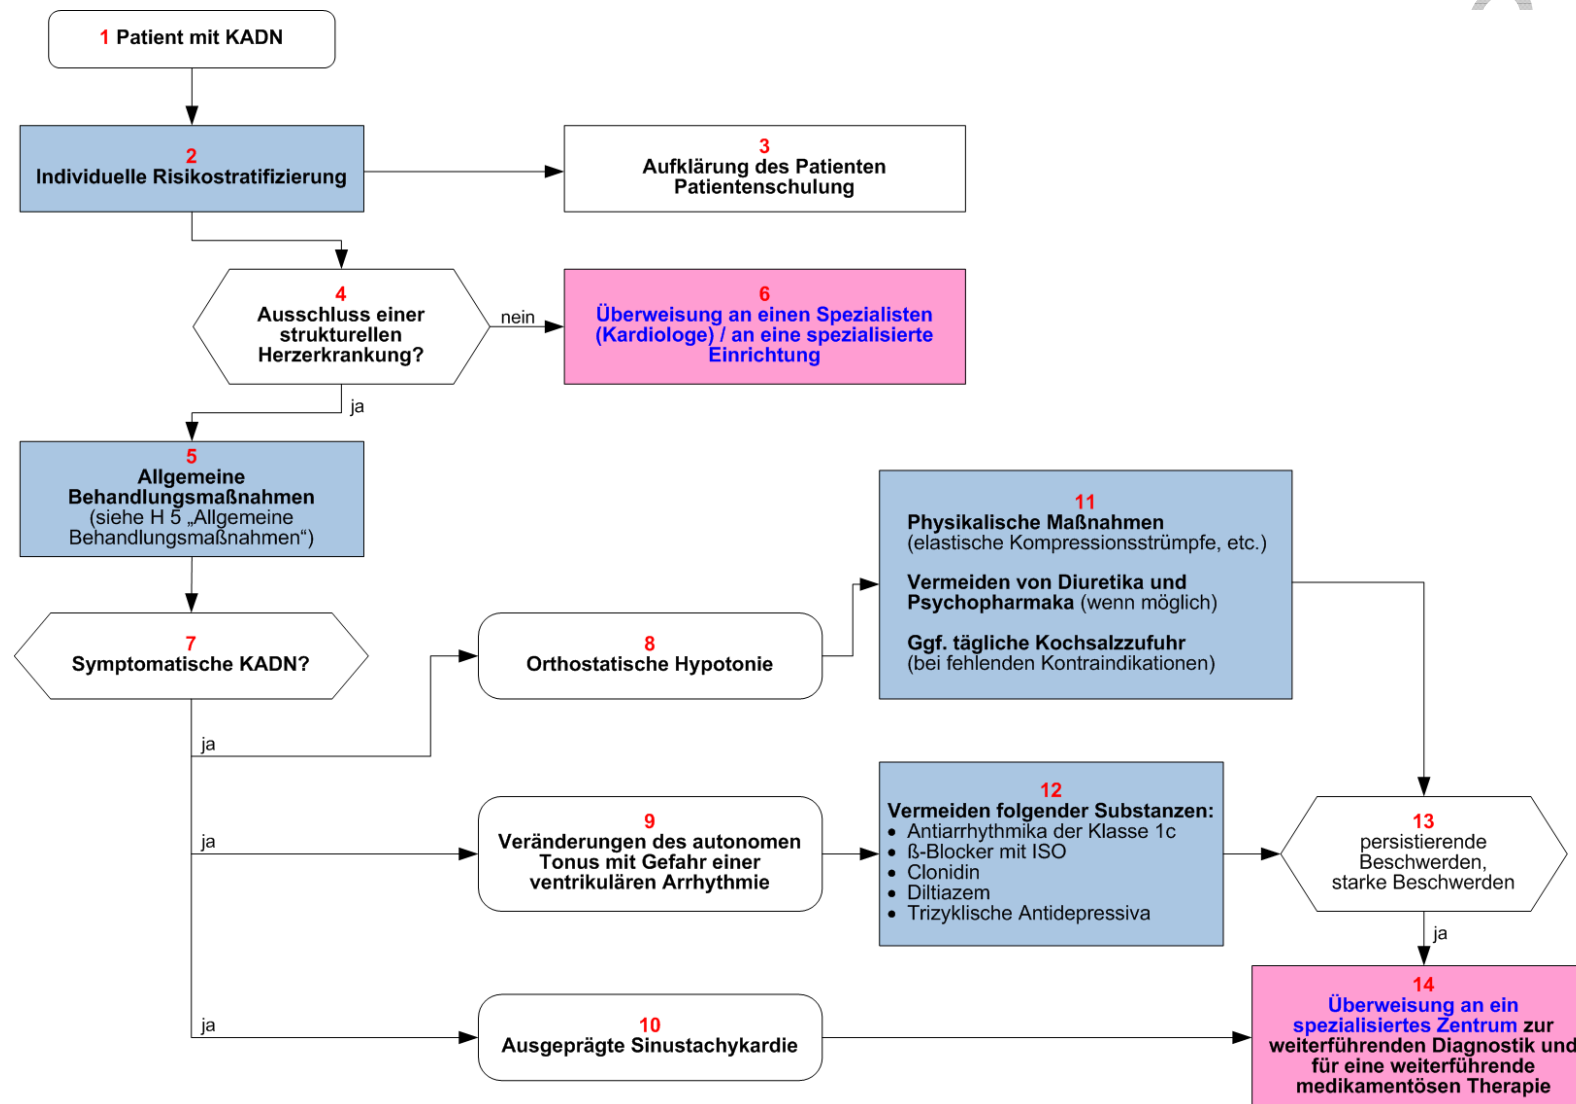 1 Patient mit KADN
2
Individuelle Risikostratifizierung
3
Aufklärung des Patienten
Patientenschulung
4
Ausschluss einer
strukturellen
Herzerkrankung?
nein
6
Überweisung an einen Spezialisten
(Kardiologe) / an eine spezialisierte
Einrichtung
ja
5
Allgemeine
Behandlungsmaßnahmen
(siehe H 5 „Allgemeine
Behandlungsmaßnahmen“)
7
Symptomatische KADN?
ja
8
Orthostatische Hypotonie
11
Physikalische Maßnahmen
(elastische Kompressionsstrümpfe, etc.)
Vermeiden von Diuretika und
Psychopharmaka (wenn möglich)
Ggf. tägliche Kochsalzzufuhr
(bei fehlenden Kontraindikationen)
ja
9
Veränderungen des autonomen
Tonus mit Gefahr einer
ventrikulären Arrhythmie
12
Vermeiden folgender Substanzen:
• Antiarrhythmika der Klasse 1c
• ß-Blocker mit ISO
• Clonidin
• Diltiazem
• Trizyklische Antidepressiva
13
persistierende
Beschwerden,
starke Beschwerden
ja
ja
10
Ausgeprägte Sinustachykardie
14
Überweisung an ein
spezialisiertes Zentrum zur
weiterführenden Diagnostik und
für eine weiterführende
medikamentösen Therapie